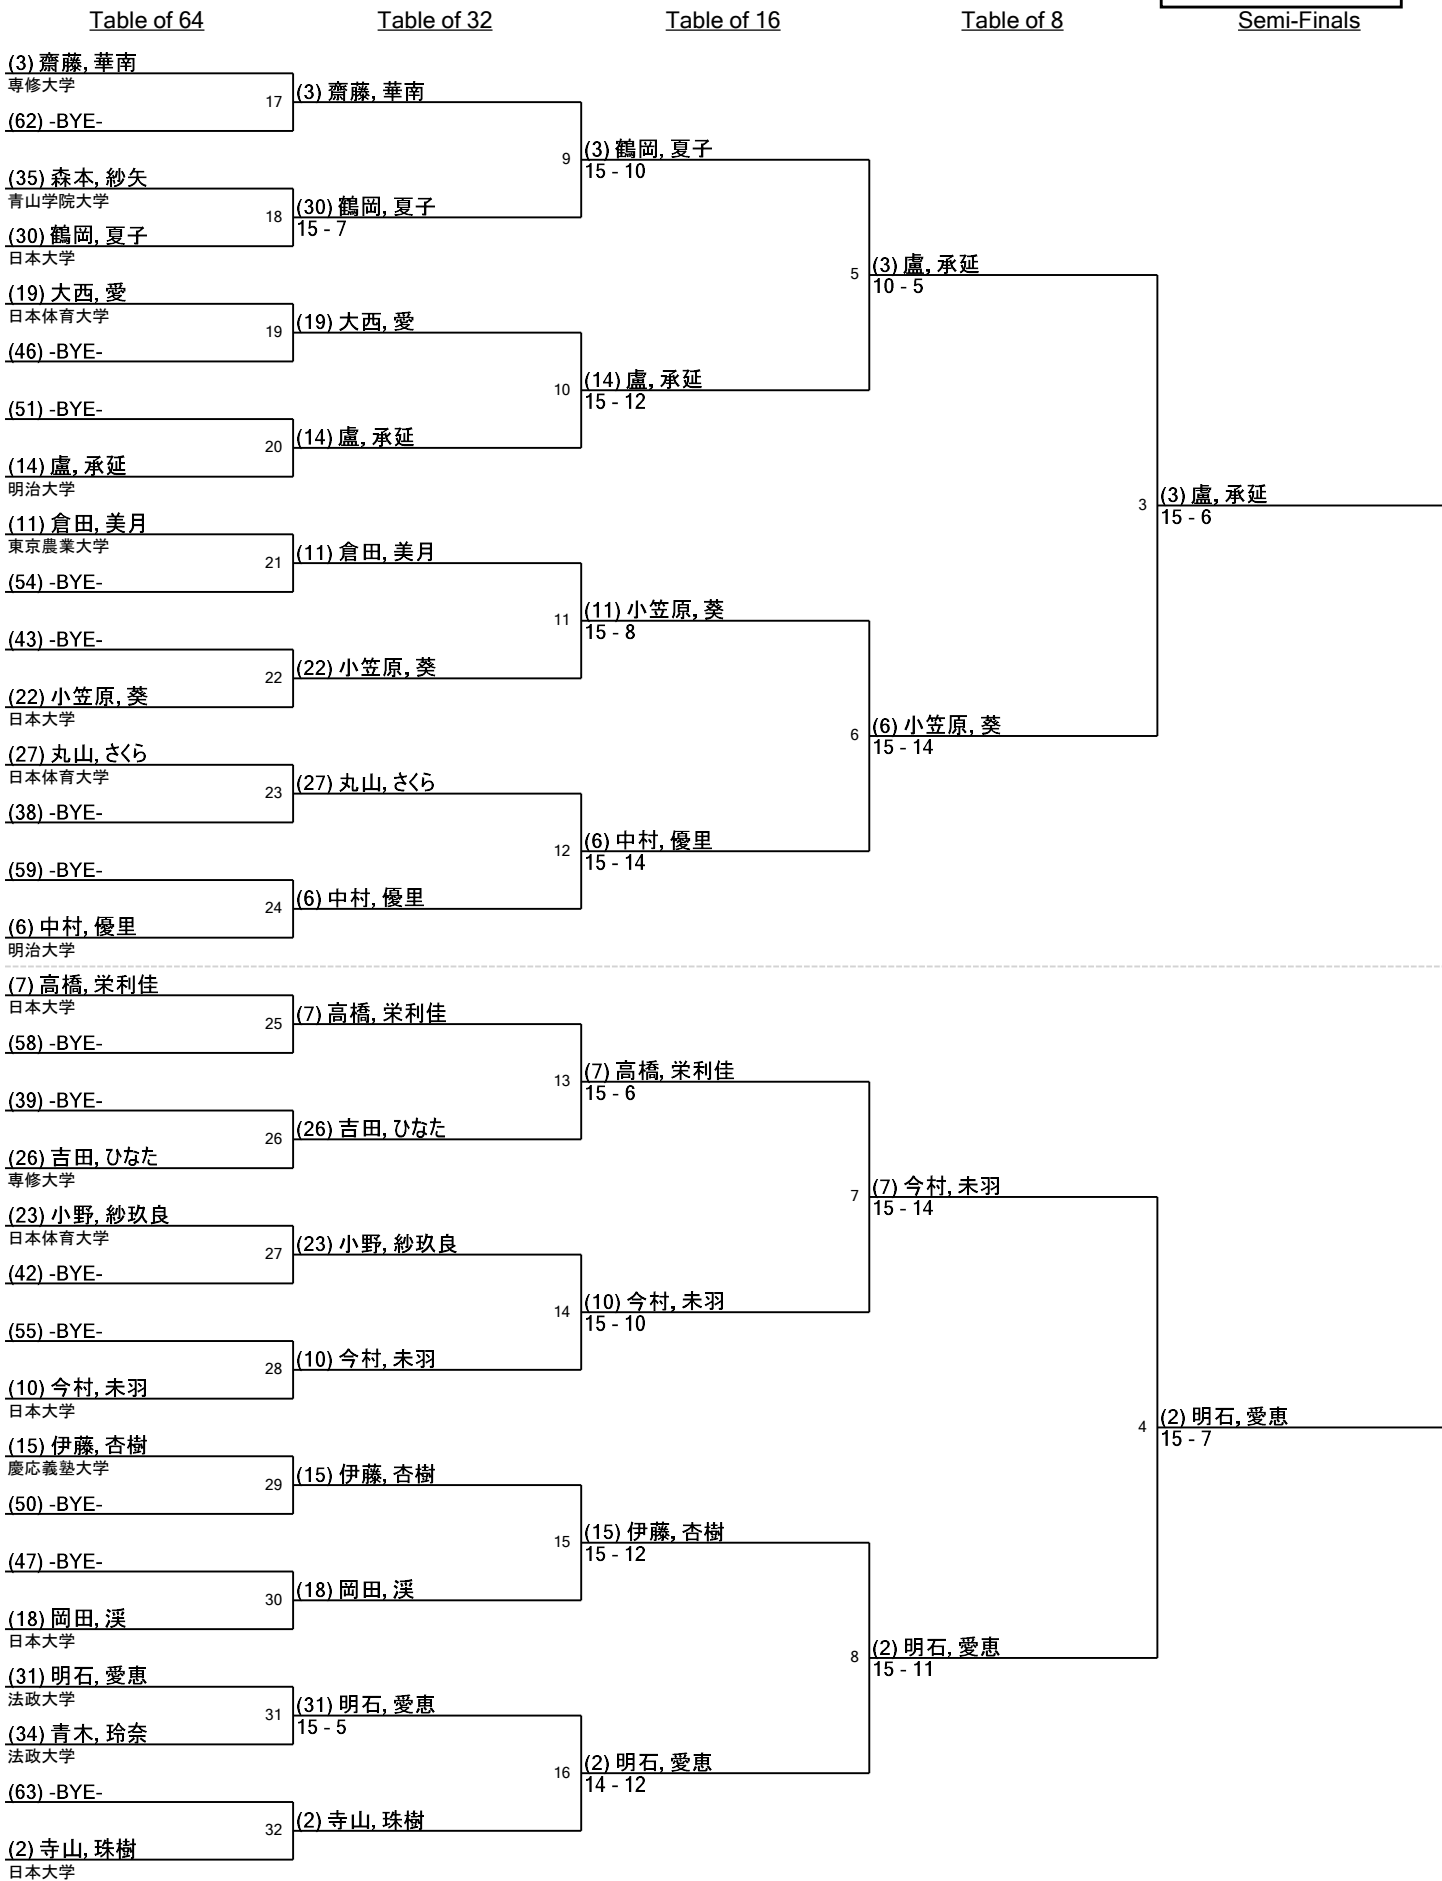 Table of 64
Table of 32
Table of 16
Table of 8
Semi-Finals
(3) 齋藤, 華南
専修大学
17
(62) -BYE-
(35) 森本, 紗矢
青山学院大学
18
(30) 鶴岡, 夏子
日本大学
(19) 大西, 愛
日本体育大学
19
(46) -BYE-
(51) -BYE-
20
(14) 盧, 承延
明治大学
(11) 倉田, 美月
東京農業大学
21
(54) -BYE-
(43) -BYE-
22
(22) 小笠原, 葵
日本大学
(27) 丸山, さくら
日本体育大学
23
(38) -BYE-
(59) -BYE-
24
(6) 中村, 優里
明治大学
(7) 高橋, 栄利佳
日本大学
25
(58) -BYE-
(39) -BYE-
26
(26) 吉田, ひなた
専修大学
(23) 小野, 紗玖良
日本体育大学
27
(42) -BYE-
(55) -BYE-
28
(10) 今村, 未羽
日本大学
(15) 伊藤, 杏樹
慶応義塾大学
29
(50) -BYE-
(47) -BYE-
30
(18) 岡田, 渓
日本大学
(31) 明石, 愛恵
法政大学
31
(34) 青木, 玲奈
法政大学
(63) -BYE-
32
(2) 寺山, 珠樹
日本大学
(3) 齋藤, 華南
9
(30) 鶴岡, 夏子
15 - 7
(19) 大西, 愛
10
(14) 盧, 承延
(11) 倉田, 美月
11
(22) 小笠原, 葵
(27) 丸山, さくら
12
(6) 中村, 優里
(7) 高橋, 栄利佳
13
(26) 吉田, ひなた
(23) 小野, 紗玖良
14
(10) 今村, 未羽
(15) 伊藤, 杏樹
15
(18) 岡田, 渓
(31) 明石, 愛恵
15 - 5
16
(2) 寺山, 珠樹
(3) 鶴岡, 夏子
15 - 10
5
(14) 盧, 承延
15 - 12
(11) 小笠原, 葵
15 - 8
6
(6) 中村, 優里
15 - 14
(7) 高橋, 栄利佳
15 - 6
7
(10) 今村, 未羽
15 - 10
(15) 伊藤, 杏樹
15 - 12
8
(2) 明石, 愛恵
14 - 12
(3) 盧, 承延
10 - 5
3
(6) 小笠原, 葵
15 - 14
(7) 今村, 未羽
15 - 14
4
(2) 明石, 愛恵
15 - 11
(3) 盧, 承延
15 - 6
(2) 明石, 愛恵
15 - 7